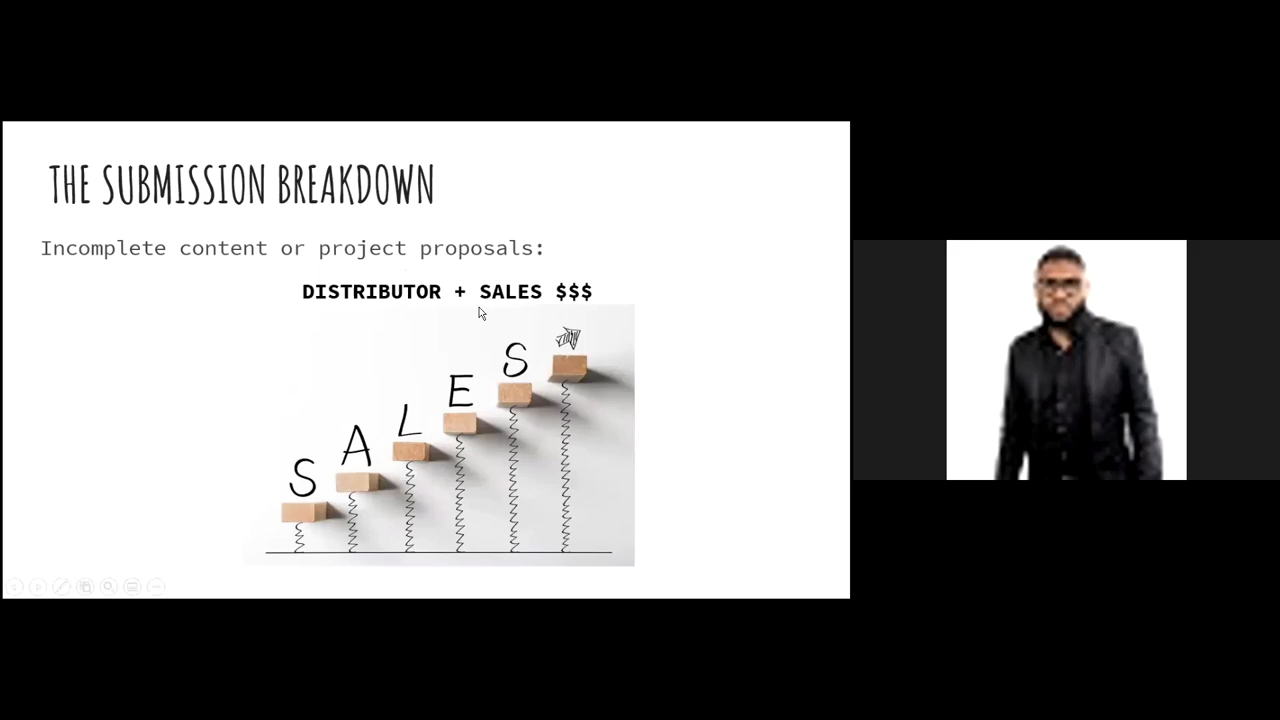 THE SUBMISSION BREAKDOWN
Incomplete content or project proposals:
DISTRIBUTOR + SALES $$$
S A L E S